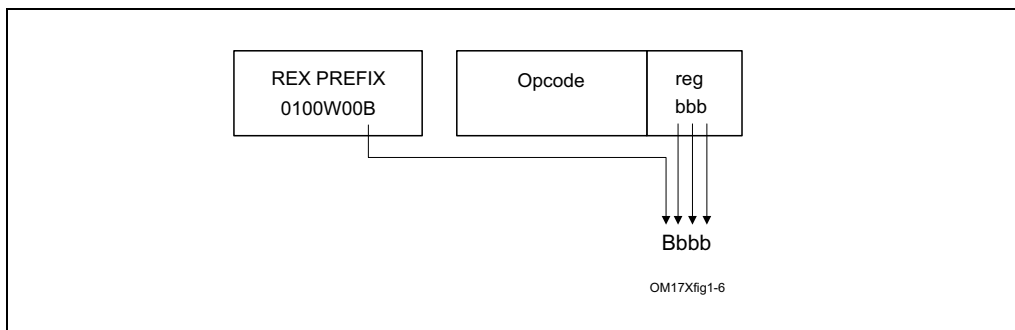 REX PREFIX
0100W00B
Opcode
reg
bbb
Bbbb
OM17Xfig1-6